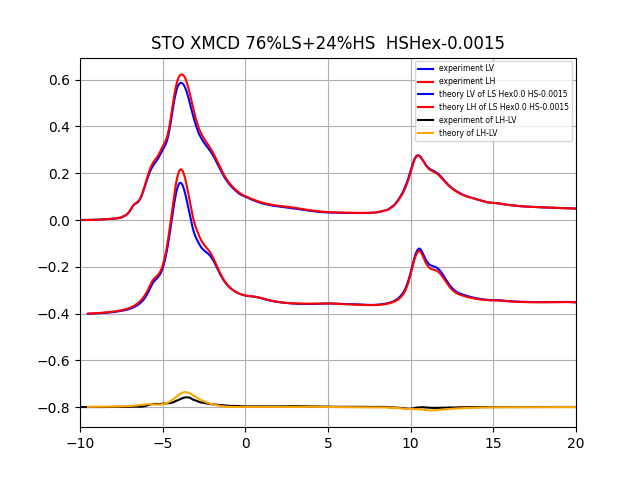 STO XMCD 76%LS+24%HS  HSHex-0.0015
experiment LV
experiment LH
theory LV of LS Hex0.0 HS-0.0015
theory LH of LS Hex0.0 HS-0.0015
experiment of LH-LV
theory of LH-LV
0.6
0.4
0.2
0.0
−0.2
−0.4
−0.6
−0.8
−10
−5
0
5
10
15
20